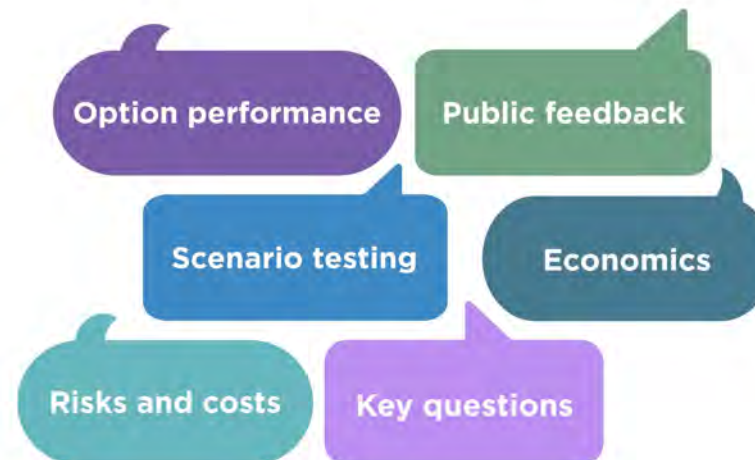 Option performance
Public feedback
Scenario testing
Economics
Risks and costs
Key questions